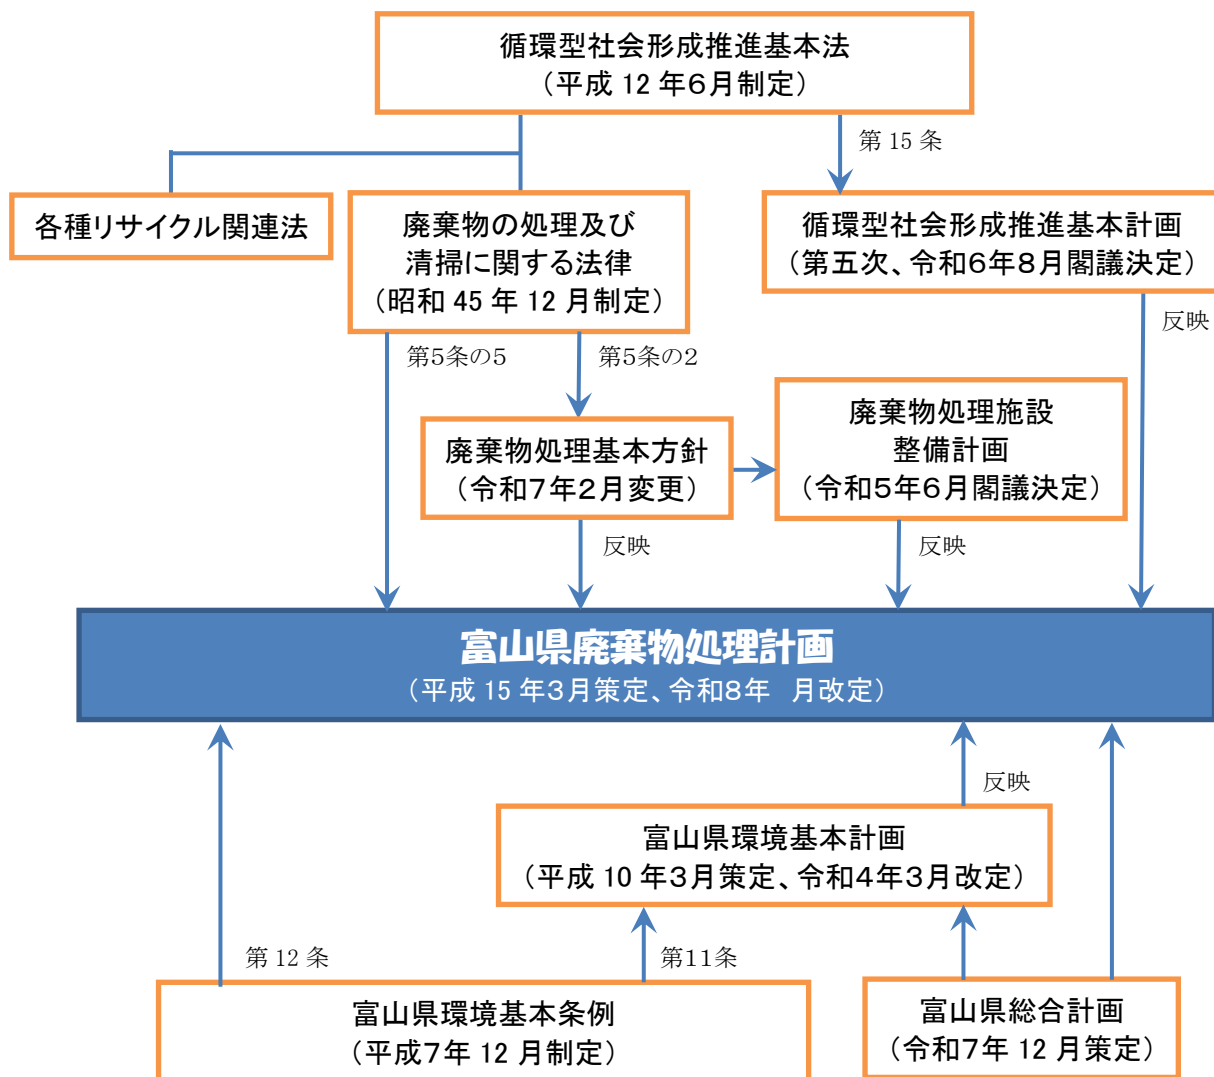 循環型社会形成推進基本法
（平成 12 年６月制定）
第 15 条
各種リサイクル関連法
廃棄物の処理及び
清掃に関する法律
（昭和 45 年 12 月制定）
循環型社会形成推進基本計画
（第五次、令和６年８月閣議決定）
反映
第５条の５
第５条の２
廃棄物処理基本方針
（令和７年２月変更）
廃棄物処理施設
整備計画
（令和５年６月閣議決定）
反映
反映
富山県廃棄物処理計画
（平成 15 年３月策定、令和８年　月改定）
反映
富山県環境基本計画
（平成 10 年３月策定、令和４年３月改定）
第 12 条
第１１条
富山県環境基本条例
（平成７年 12 月制定）
富山県総合計画
（令和７年 12 月策定）